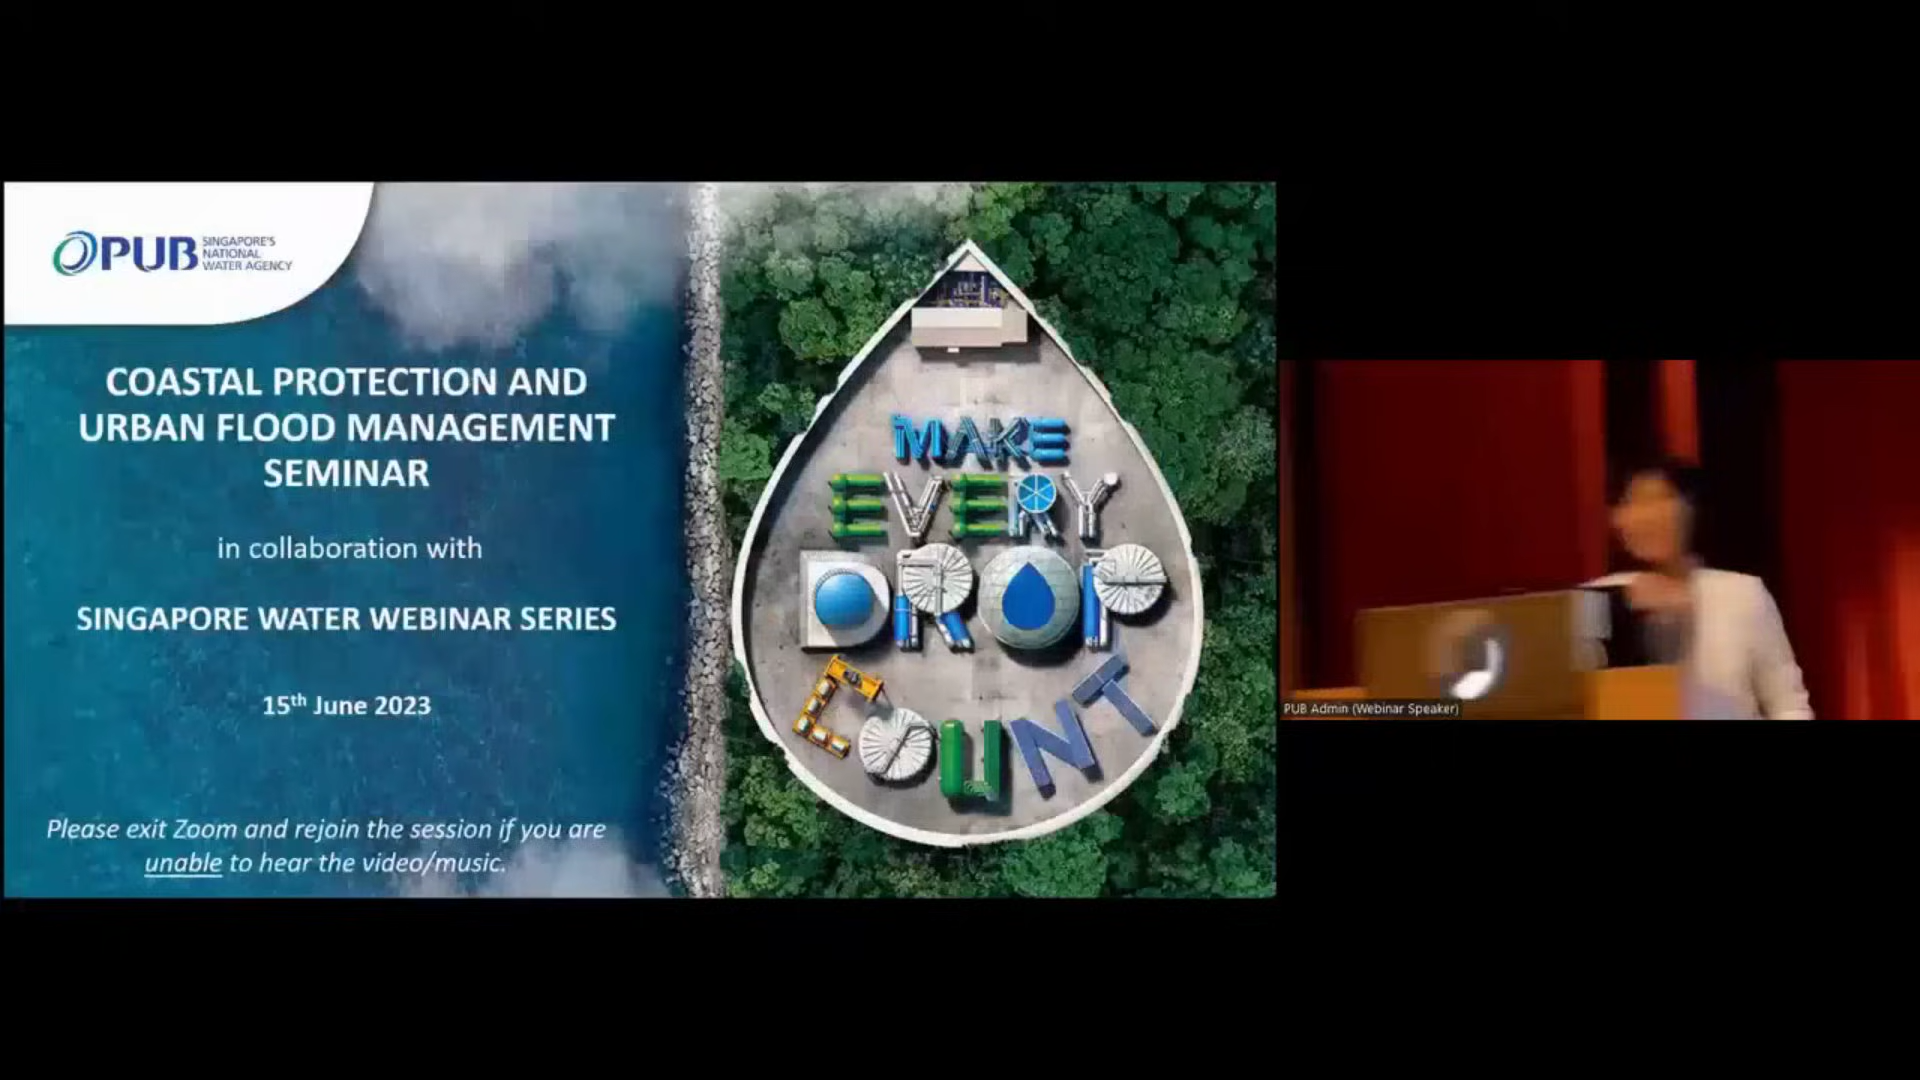 PUB SINGAPORE'S
NATIONAL
WATER AGENCY
COASTAL PROTECTION AND
URBAN FLOOD MANAGEMENT
SEMINAR
in collaboration with
SINGAPORE WATER WEBINAR SERIES
15th June 2023
Please exit Zoom and rejoin the session if you are
unable to hear the video/music.
MAKE
EVERY
DROP
COUNT
PUB Admin (Webinar Speaker)